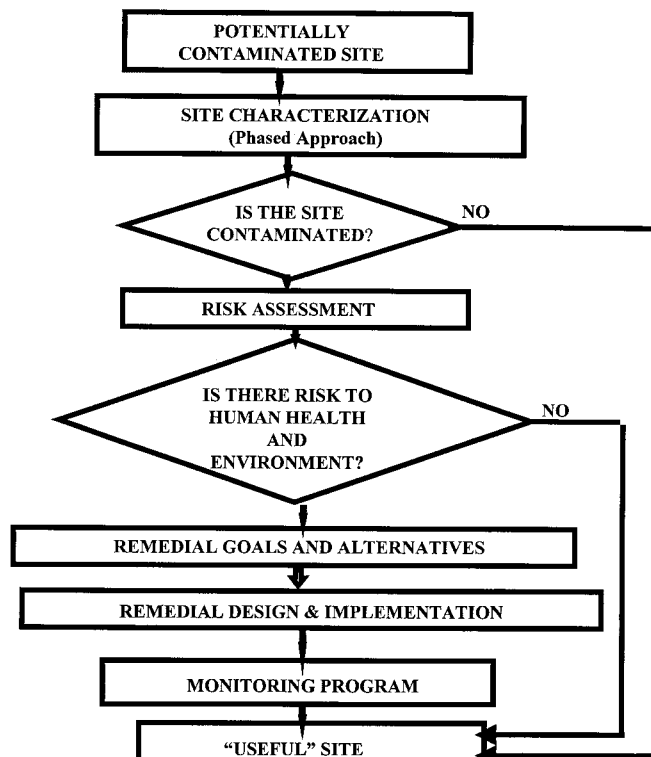 POTENTIALLY
CONTAMINATED SITE
SITE CHARACTERIZATION
(Phased Approach)
IS THE SITE
CONTAMINATED?
NO
RISK ASSESSMENT
IS THERE RISK TO
HUMAN HEALTH
AND
ENVIRONMENT?
NO
REMEDIAL GOALS AND ALTERNATIVES
REMEDIAL DESIGN & IMPLEMENTATION
MONITORING PROGRAM
“USEFUL” SITE